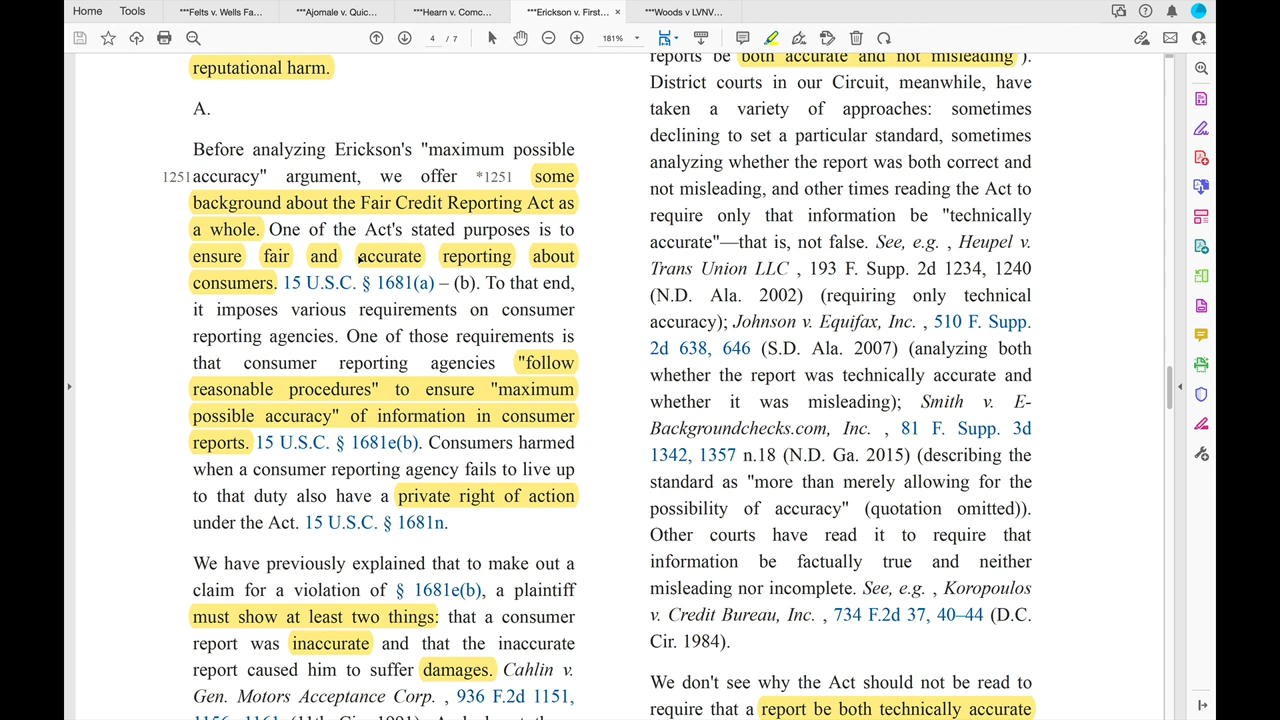 Home Tools ***Felts v. Wells Fa... ***Ajomale v. Quic... ***Hearn v. Comc... ***Erickson v. First... × ***Woods v LVNV...
4 / 7 181%
reputational harm.
A.
Before analyzing Erickson's "maximum possible
1251 accuracy" argument, we offer *1251 some
background about the Fair Credit Reporting Act as
a whole. One of the Act's stated purposes is to
ensure fair and accurate reporting about
consumers. 15 U.S.C. § 1681(a) – (b). To that end,
it imposes various requirements on consumer
reporting agencies. One of those requirements is
that consumer reporting agencies "follow
reasonable procedures" to ensure "maximum
possible accuracy" of information in consumer
reports. 15 U.S.C. § 1681e(b). Consumers harmed
when a consumer reporting agency fails to live up
to that duty also have a private right of action
under the Act. 15 U.S.C. § 1681n.
We have previously explained that to make out a
claim for a violation of § 1681e(b), a plaintiff
must show at least two things: that a consumer
report was inaccurate and that the inaccurate
report caused him to suffer damages. Cahlin v.
Gen. Motors Acceptance Corp. , 936 F.2d 1151,
reports be both accurate and not misleading ).
District courts in our Circuit, meanwhile, have
taken a variety of approaches: sometimes
declining to set a particular standard, sometimes
analyzing whether the report was both correct and
not misleading, and other times reading the Act to
require only that information be "technically
accurate"—that is, not false. See, e.g. , Heupel v.
Trans Union LLC , 193 F. Supp. 2d 1234, 1240
(N.D. Ala. 2002) (requiring only technical
accuracy); Johnson v. Equifax, Inc. , 510 F. Supp.
2d 638, 646 (S.D. Ala. 2007) (analyzing both
whether the report was technically accurate and
whether it was misleading); Smith v. E-
Backgroundchecks.com, Inc. , 81 F. Supp. 3d
1342, 1357 n.18 (N.D. Ga. 2015) (describing the
standard as "more than merely allowing for the
possibility of accuracy" (quotation omitted)).
Other courts have read it to require that
information be factually true and neither
misleading nor incomplete. See, e.g. , Koropoulos
v. Credit Bureau, Inc. , 734 F.2d 37, 40–44 (D.C.
Cir. 1984).
We don't see why the Act should not be read to
require that a report be both technically accurate